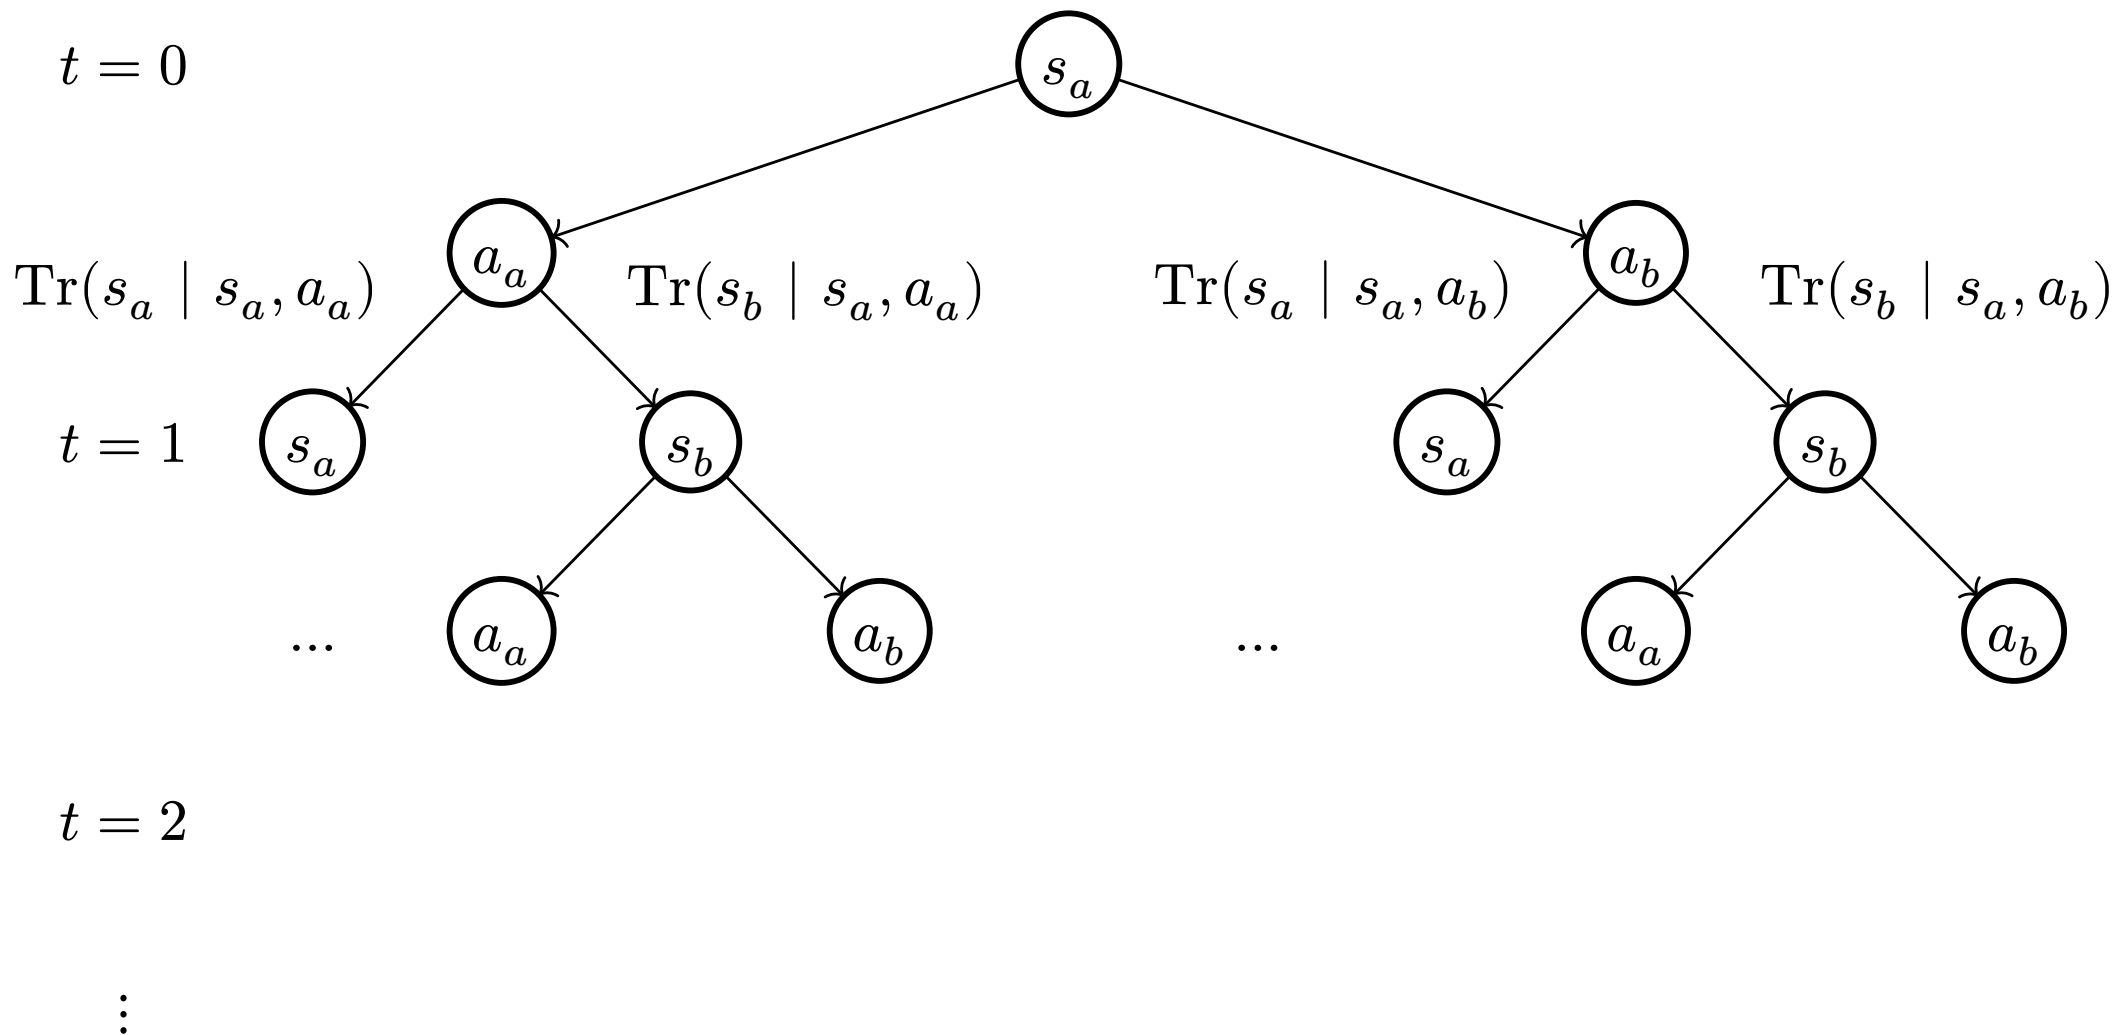 t = 0
s_a
a_a
a_b
Tr(s_a | s_a, a_a)
Tr(s_b | s_a, a_a)
Tr(s_a | s_a, a_b)
Tr(s_b | s_a, a_b)
t = 1
s_a
s_b
s_a
s_b
...
a_a
a_b
...
a_a
a_b
t = 2
⋮